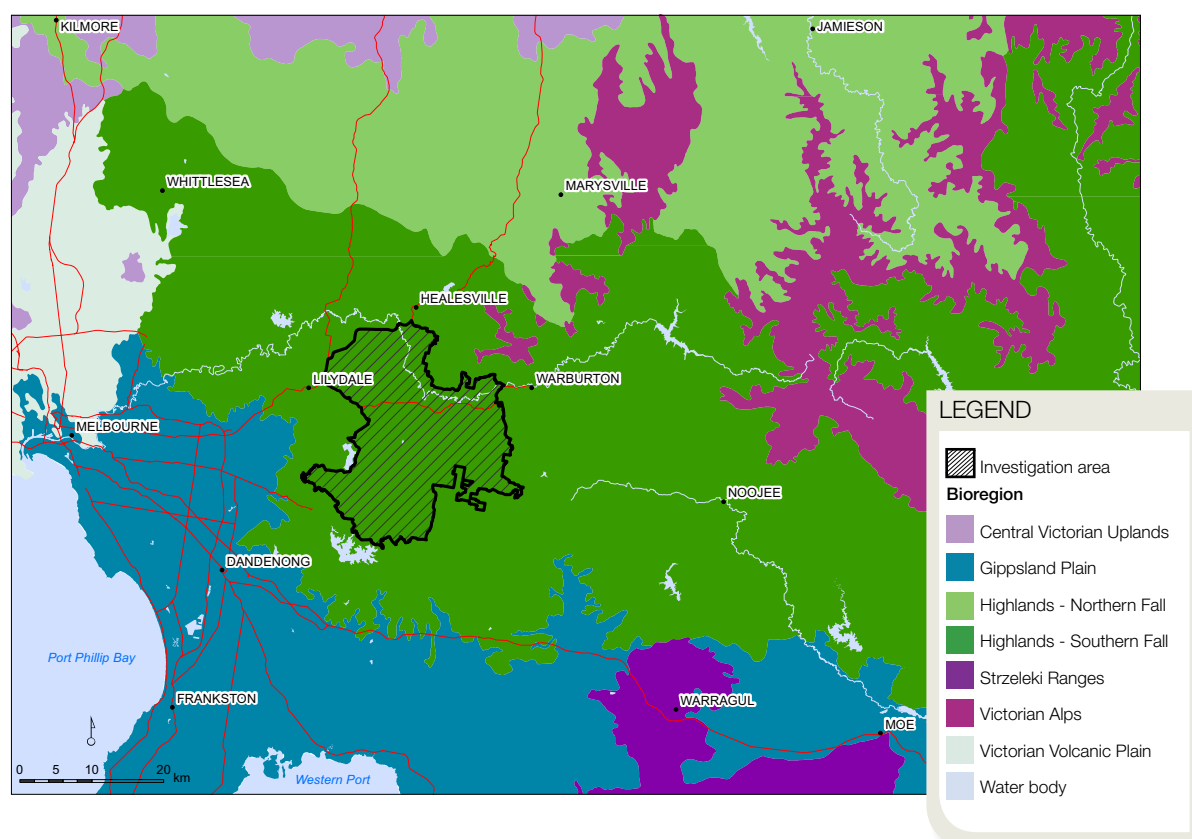 KILMORE
JAMIESON
WHITTLESEA
MARYSVILLE
HEALESVILLE
LILYDALE
WARBURTON
MELBOURNE
NOOJEE
DANDENONG
Port Phillip Bay
FRANKSTON
WARRAGUL
MOE
Western Port
0 5 10 20
km
LEGEND
Investigation area
Bioregion
Central Victorian Uplands
Gippsland Plain
Highlands - Northern Fall
Highlands - Southern Fall
Strzeleki Ranges
Victorian Alps
Victorian Volcanic Plain
Water body